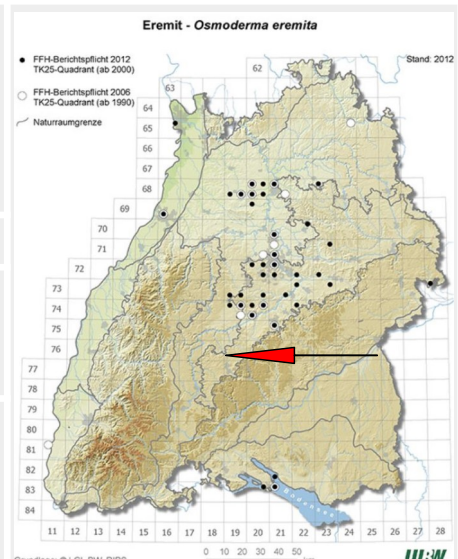 Eremit - Osmoderma eremita
FFH-Berichtspflicht 2012
TK25-Quadrant (ab 2000)
FFH-Berichtspflicht 2006
TK25-Quadrant (ab 1990)
Naturraumgrenze
Stand: 2012
62
63
64
65
66
67
68
69
70
71
72
73
74
75
76
77
78
79
80
81
82
83
84
11 12 13 14 15 16 17 18 19 20 21 22 23 24 25 26 27 28
0 10 20 30 40 50